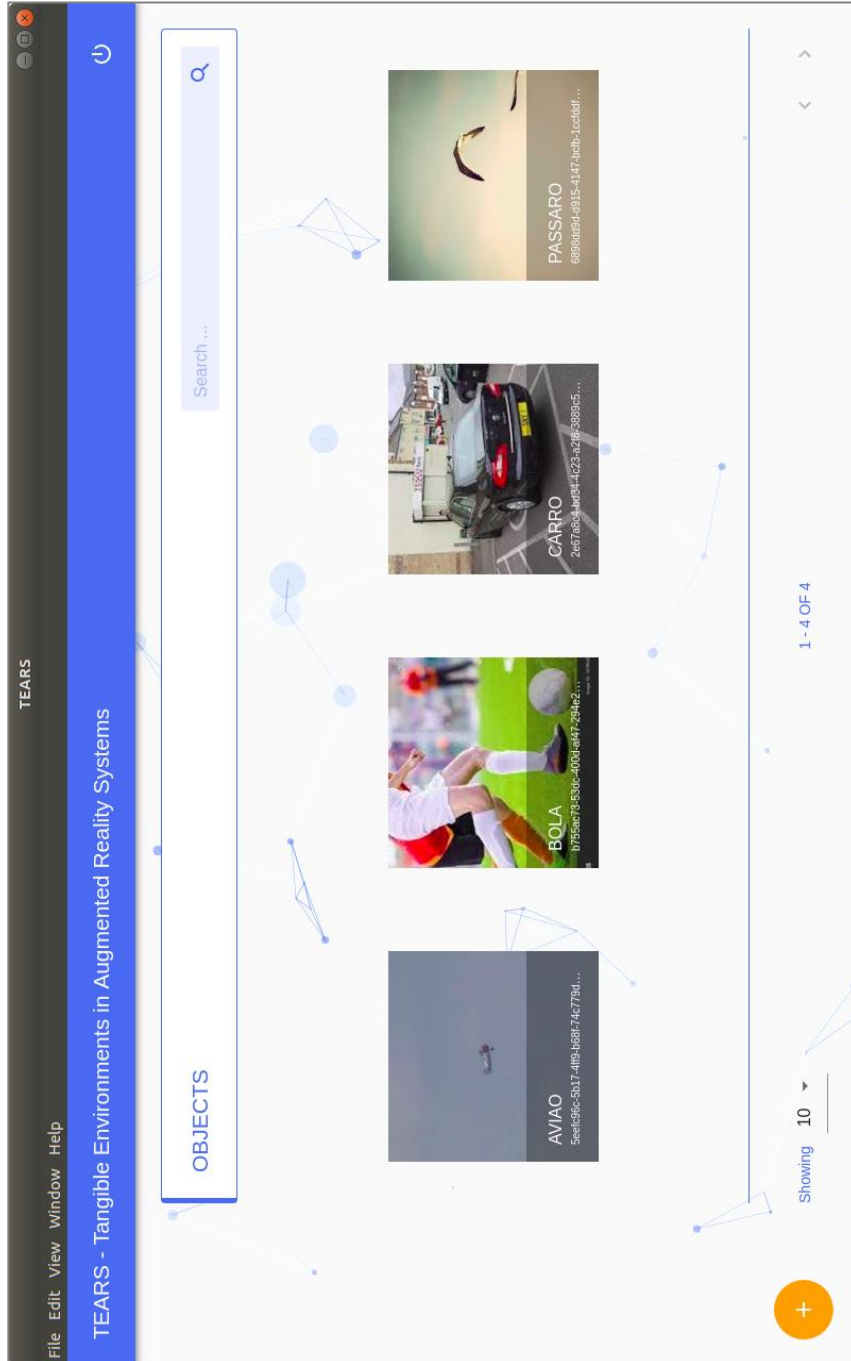 TEARS
File Edit View Window Help
TEARS - Tangible Environments in Augmented Reality Systems
OBJECTS
Search ...
AVIAO
5eefc96c-5b17-4ff9-b68f-74c779d...
BOLA
b755ac73-53dc-400d-af47-294e2...
CARRO
2e67a8c4-bd34-4c23-a2f8-3889c5...
PASSARO
6898dd9d-d915-4147-bcfb-1ccfddf...
Showing 10
1 - 4 OF 4